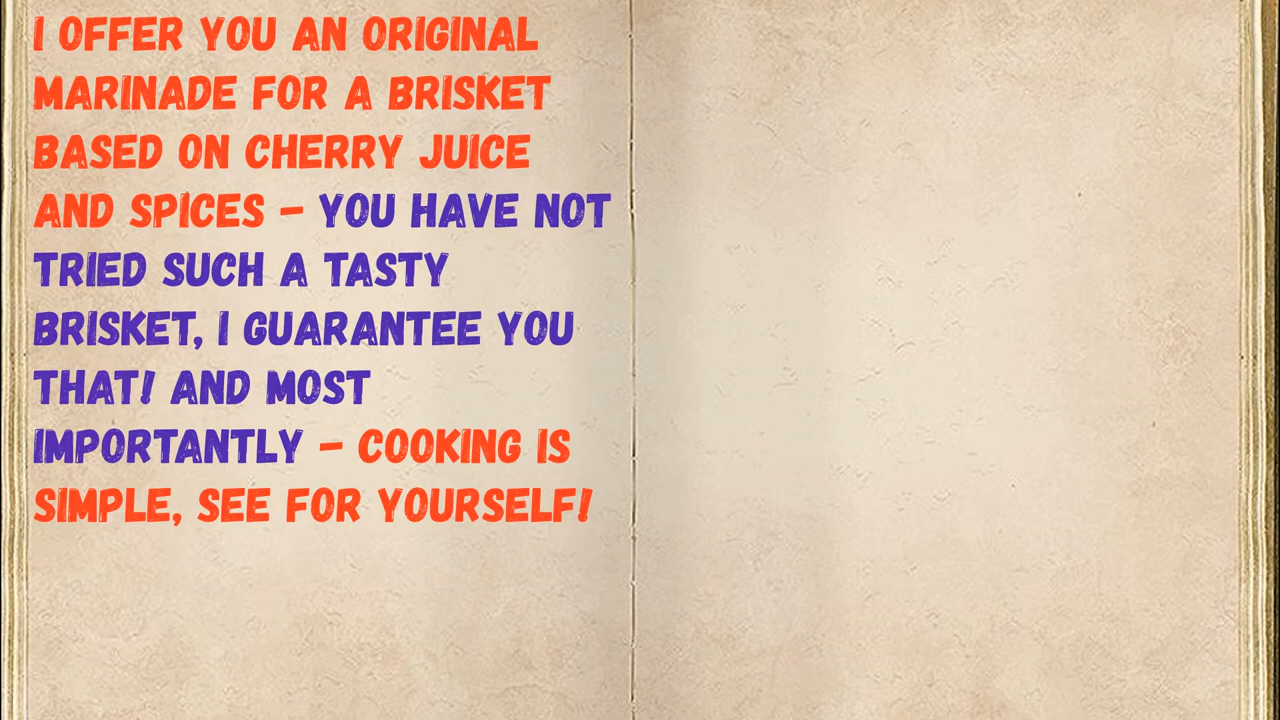 I OFFER YOU AN ORIGINAL
MARINADE FOR A BRISKET
BASED ON CHERRY JUICE
AND SPICES – YOU HAVE NOT
TRIED SUCH A TASTY
BRISKET, I GUARANTEE YOU
THAT! AND MOST
IMPORTANTLY – COOKING IS
SIMPLE, SEE FOR YOURSELF!